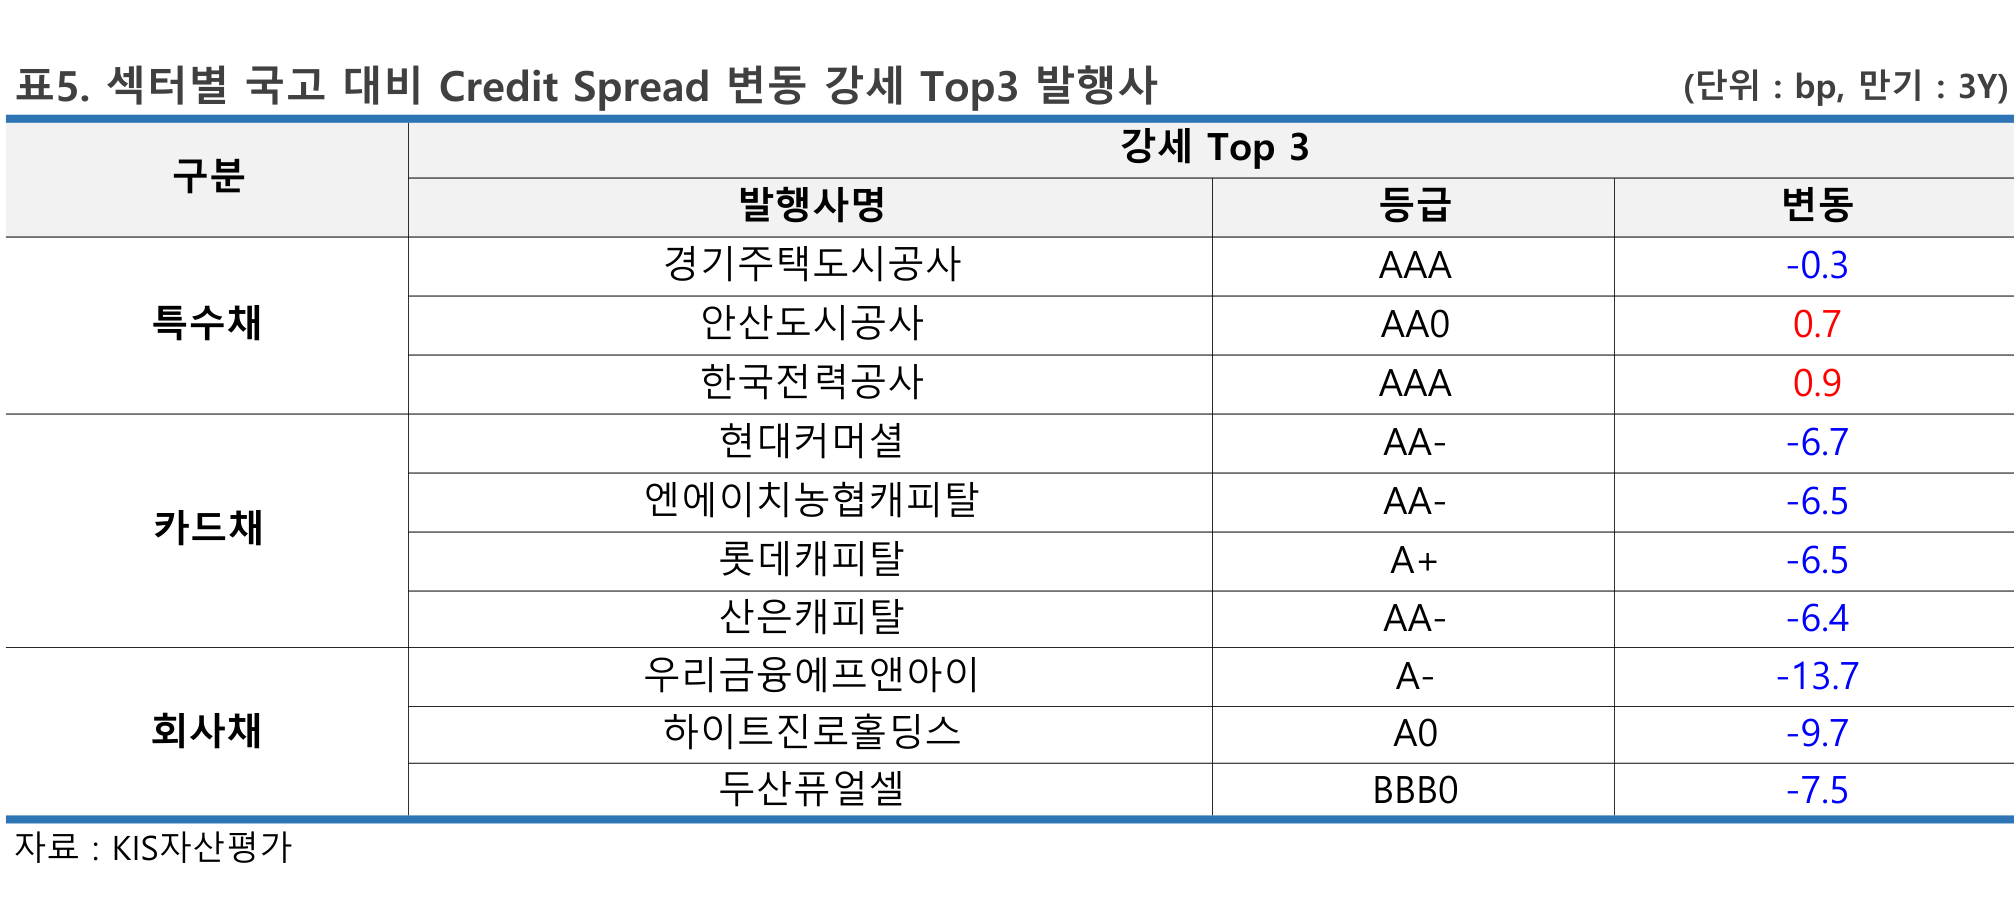 표5. 섹터별 국고 대비 Credit Spread 변동 강세 Top3 발행사 (단위 : bp, 만기 : 3Y)
구분 강세 Top 3
발행사명 등급 변동
특수채 경기주택도시공사 AAA -0.3
안산도시공사 AA0 0.7
한국전력공사 AAA 0.9
카드채 현대커머셜 AA- -6.7
엔에이치농협캐피탈 AA- -6.5
롯데캐피탈 A+ -6.5
산은캐피탈 AA- -6.4
회사채 우리금융에프앤아이 A- -13.7
하이트진로홀딩스 A0 -9.7
두산퓨얼셀 BBB0 -7.5
자료 : KIS자산평가